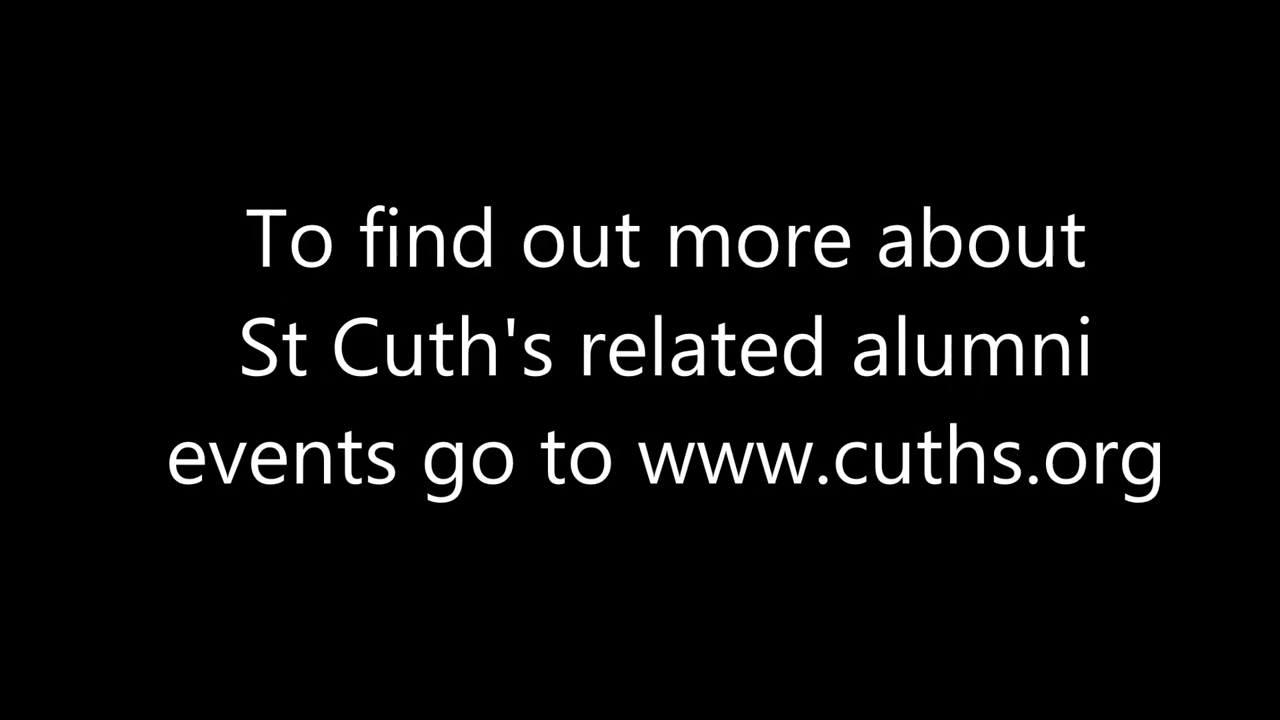 To find out more about
St Cuth's related alumni
events go to www.cuths.org